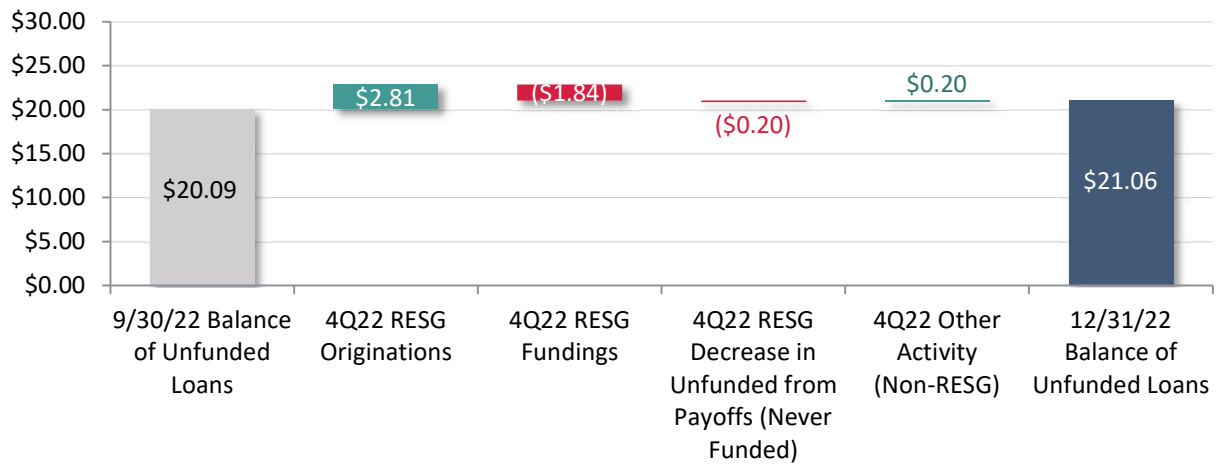 $30.00
$25.00
$20.00
$15.00
$10.00
$5.00
$0.00
$20.09
$2.81
($1.84)
($0.20)
$0.20
$21.06
9/30/22 Balance
of Unfunded
Loans
4Q22 RESG
Originations
4Q22 RESG
Fundings
4Q22 RESG
Decrease in
Unfunded from
Payoffs (Never
Funded)
4Q22 Other
Activity
(Non-RESG)
12/31/22
Balance of
Unfunded Loans